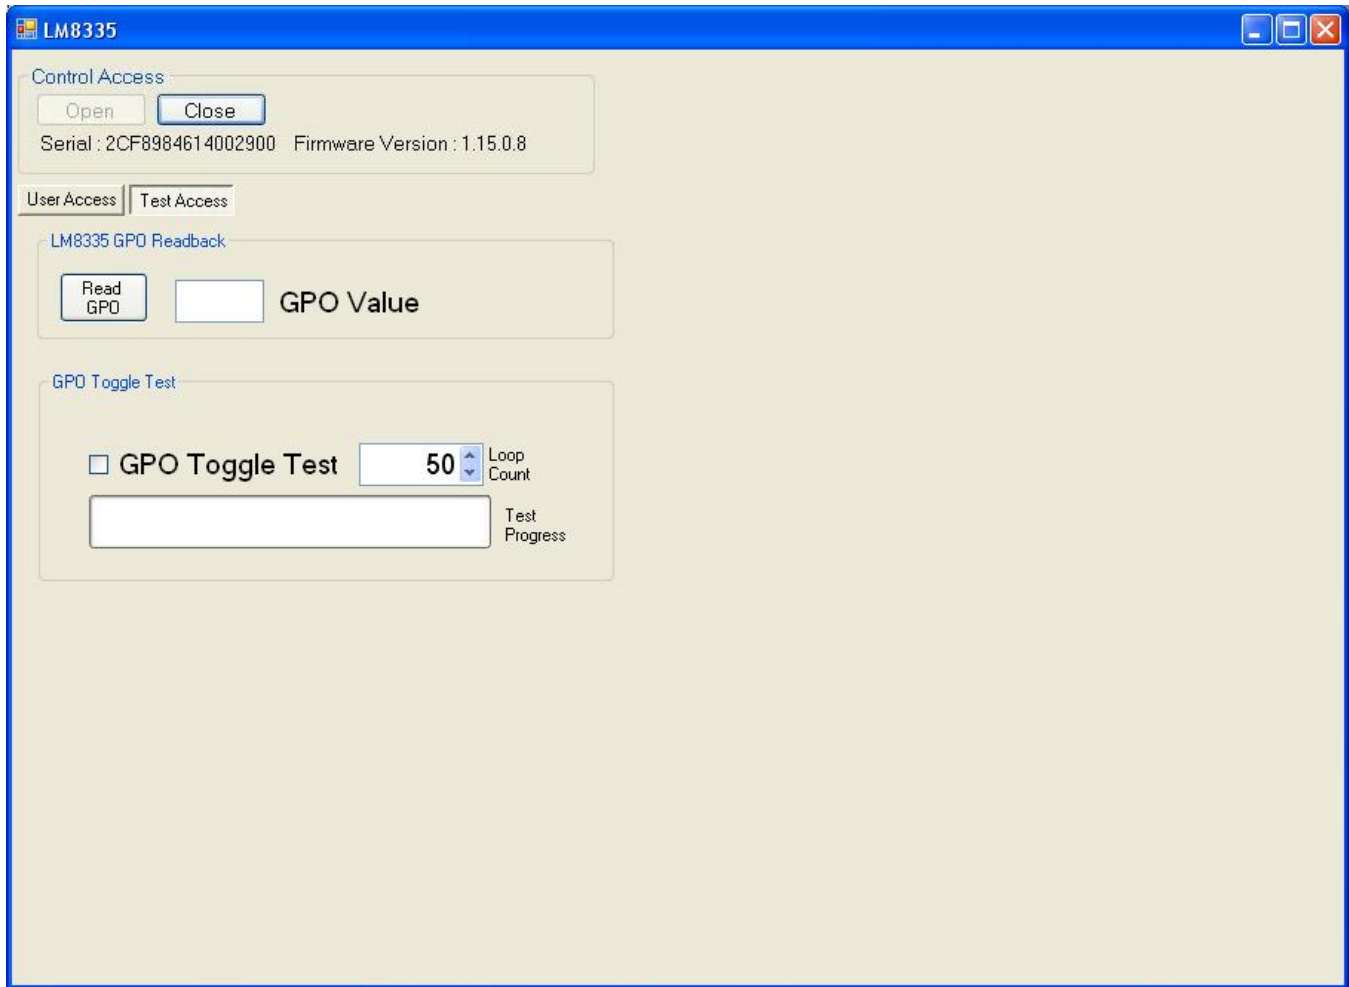 LM8335
Control Access
Open Close
Serial : 2CF8984614002900 Firmware Version : 1.15.0.8
User Access Test Access
LM8335 GPO Readback
Read
GPO
GPO Value
GPO Toggle Test
GPO Toggle Test 50
Loop
Count
Test
Progress